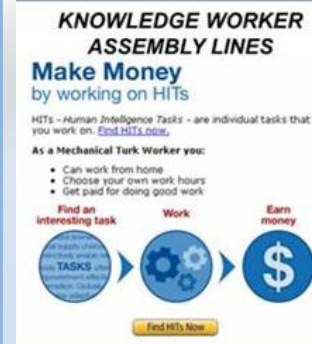 KNOWLEDGE WORKER
ASSEMBLY LINES
Make Money
by working on HITs
HITs - Human Intelligence Tasks - are individual tasks that
you work on. Find HITs now.
As a Mechanical Turk Worker you:
• Can work from home
• Choose your own work hours
• Get paid for doing good work
Find an
interesting task
Work
Earn
money
TASKS
$
Find HITs Now